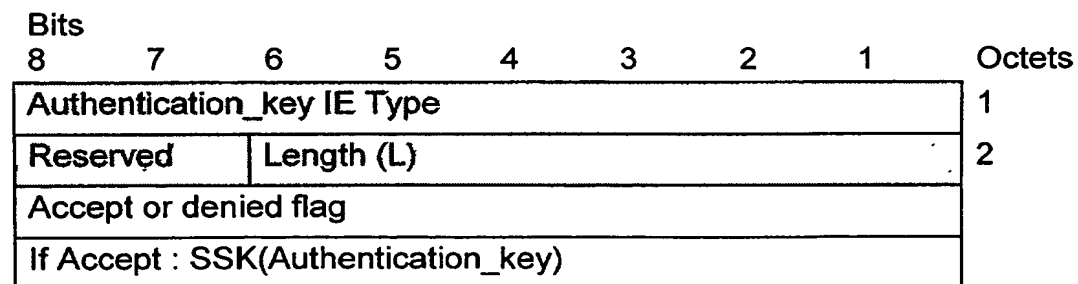 Bits
8 7 6 5 4 3 2 1 Octets
Authentication_key IE Type 1
Reserved Length (L) 2
Accept or denied flag
If Accept : SSK(Authentication_key)